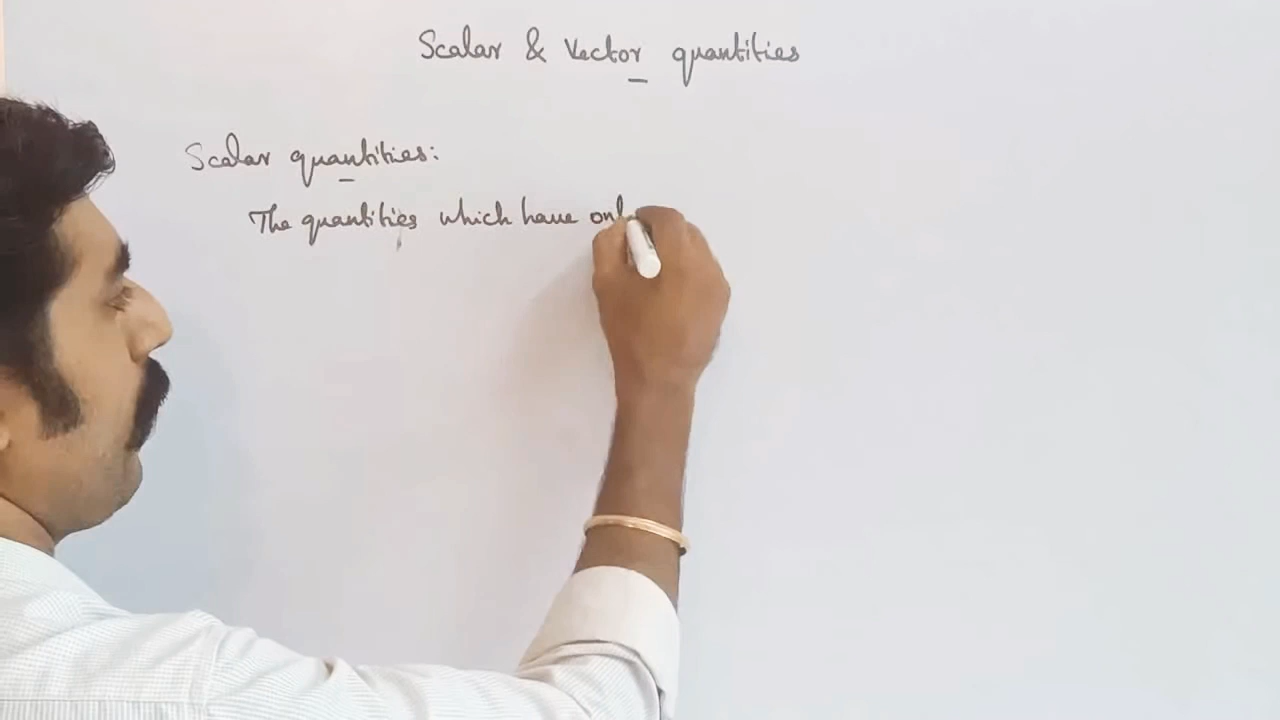 Scalar & Vector quantities
Scalar quantities:
The quantities which have onl